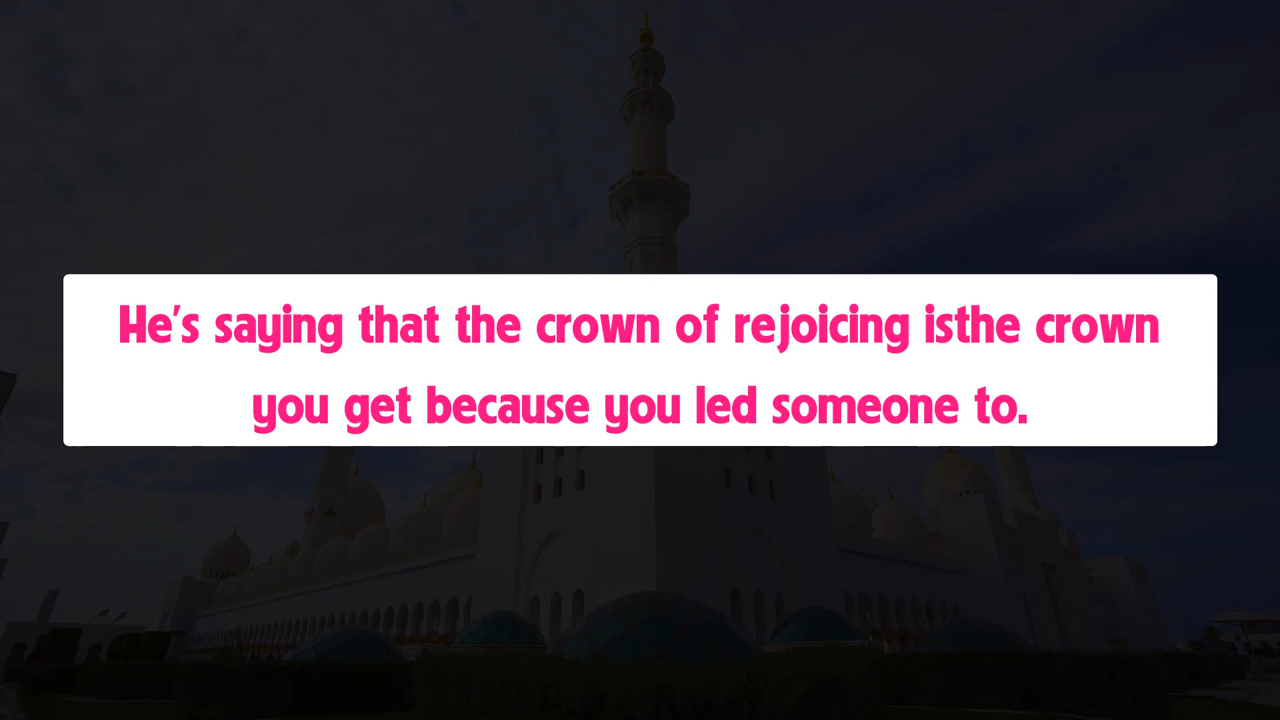 He's saying that the crown of rejoicing isthe crown
you get because you led someone to.